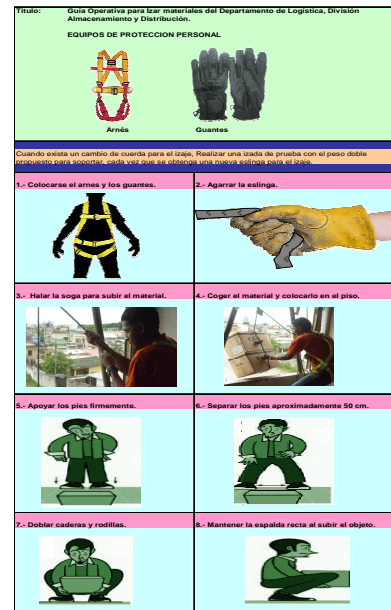 Título: Guía Operativa para Izar materiales del Departamento de Logística, División
Almacenamiento y Distribución.
EQUIPOS DE PROTECCION PERSONAL
Arnés Guantes
Cuando exista un cambio de cuerda para el izaje, Realizar una izada de prueba con el peso doble
propuesto para soportar, cada vez que se obtenga una nueva eslinga para el izaje.
1.- Colocarse el arnes y los guantes.
2.- Agarrar la eslinga.
3.- Halar la soga para subir el material.
4.- Coger el material y colocarlo en el piso.
5.- Apoyar los pies firmemente.
6.- Separar los pies aproximadamente 50 cm.
7.- Doblar caderas y rodillas.
8.- Mantener la espalda recta al subir el objeto.